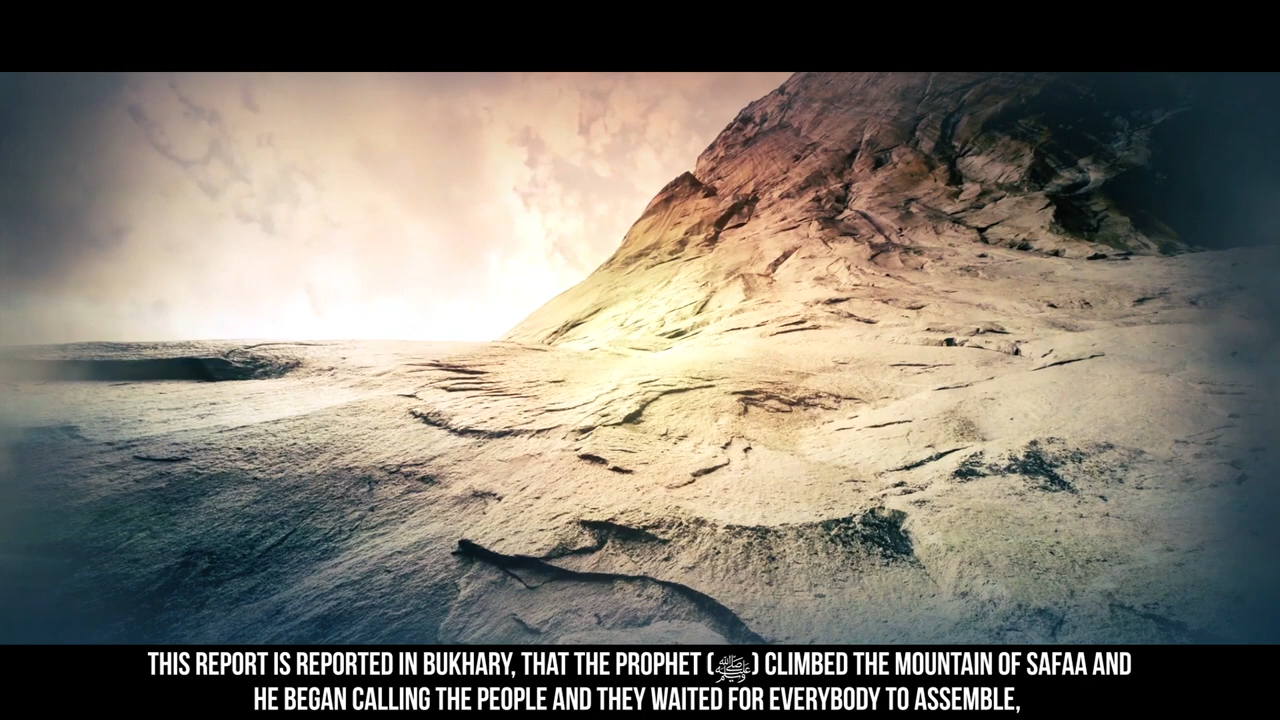 THIS REPORT IS REPORTED IN BUKHARY, THAT THE PROPHET (ﷺ) CLIMBED THE MOUNTAIN OF SAFAA AND
HE BEGAN CALLING THE PEOPLE AND THEY WAITED FOR EVERYBODY TO ASSEMBLE,